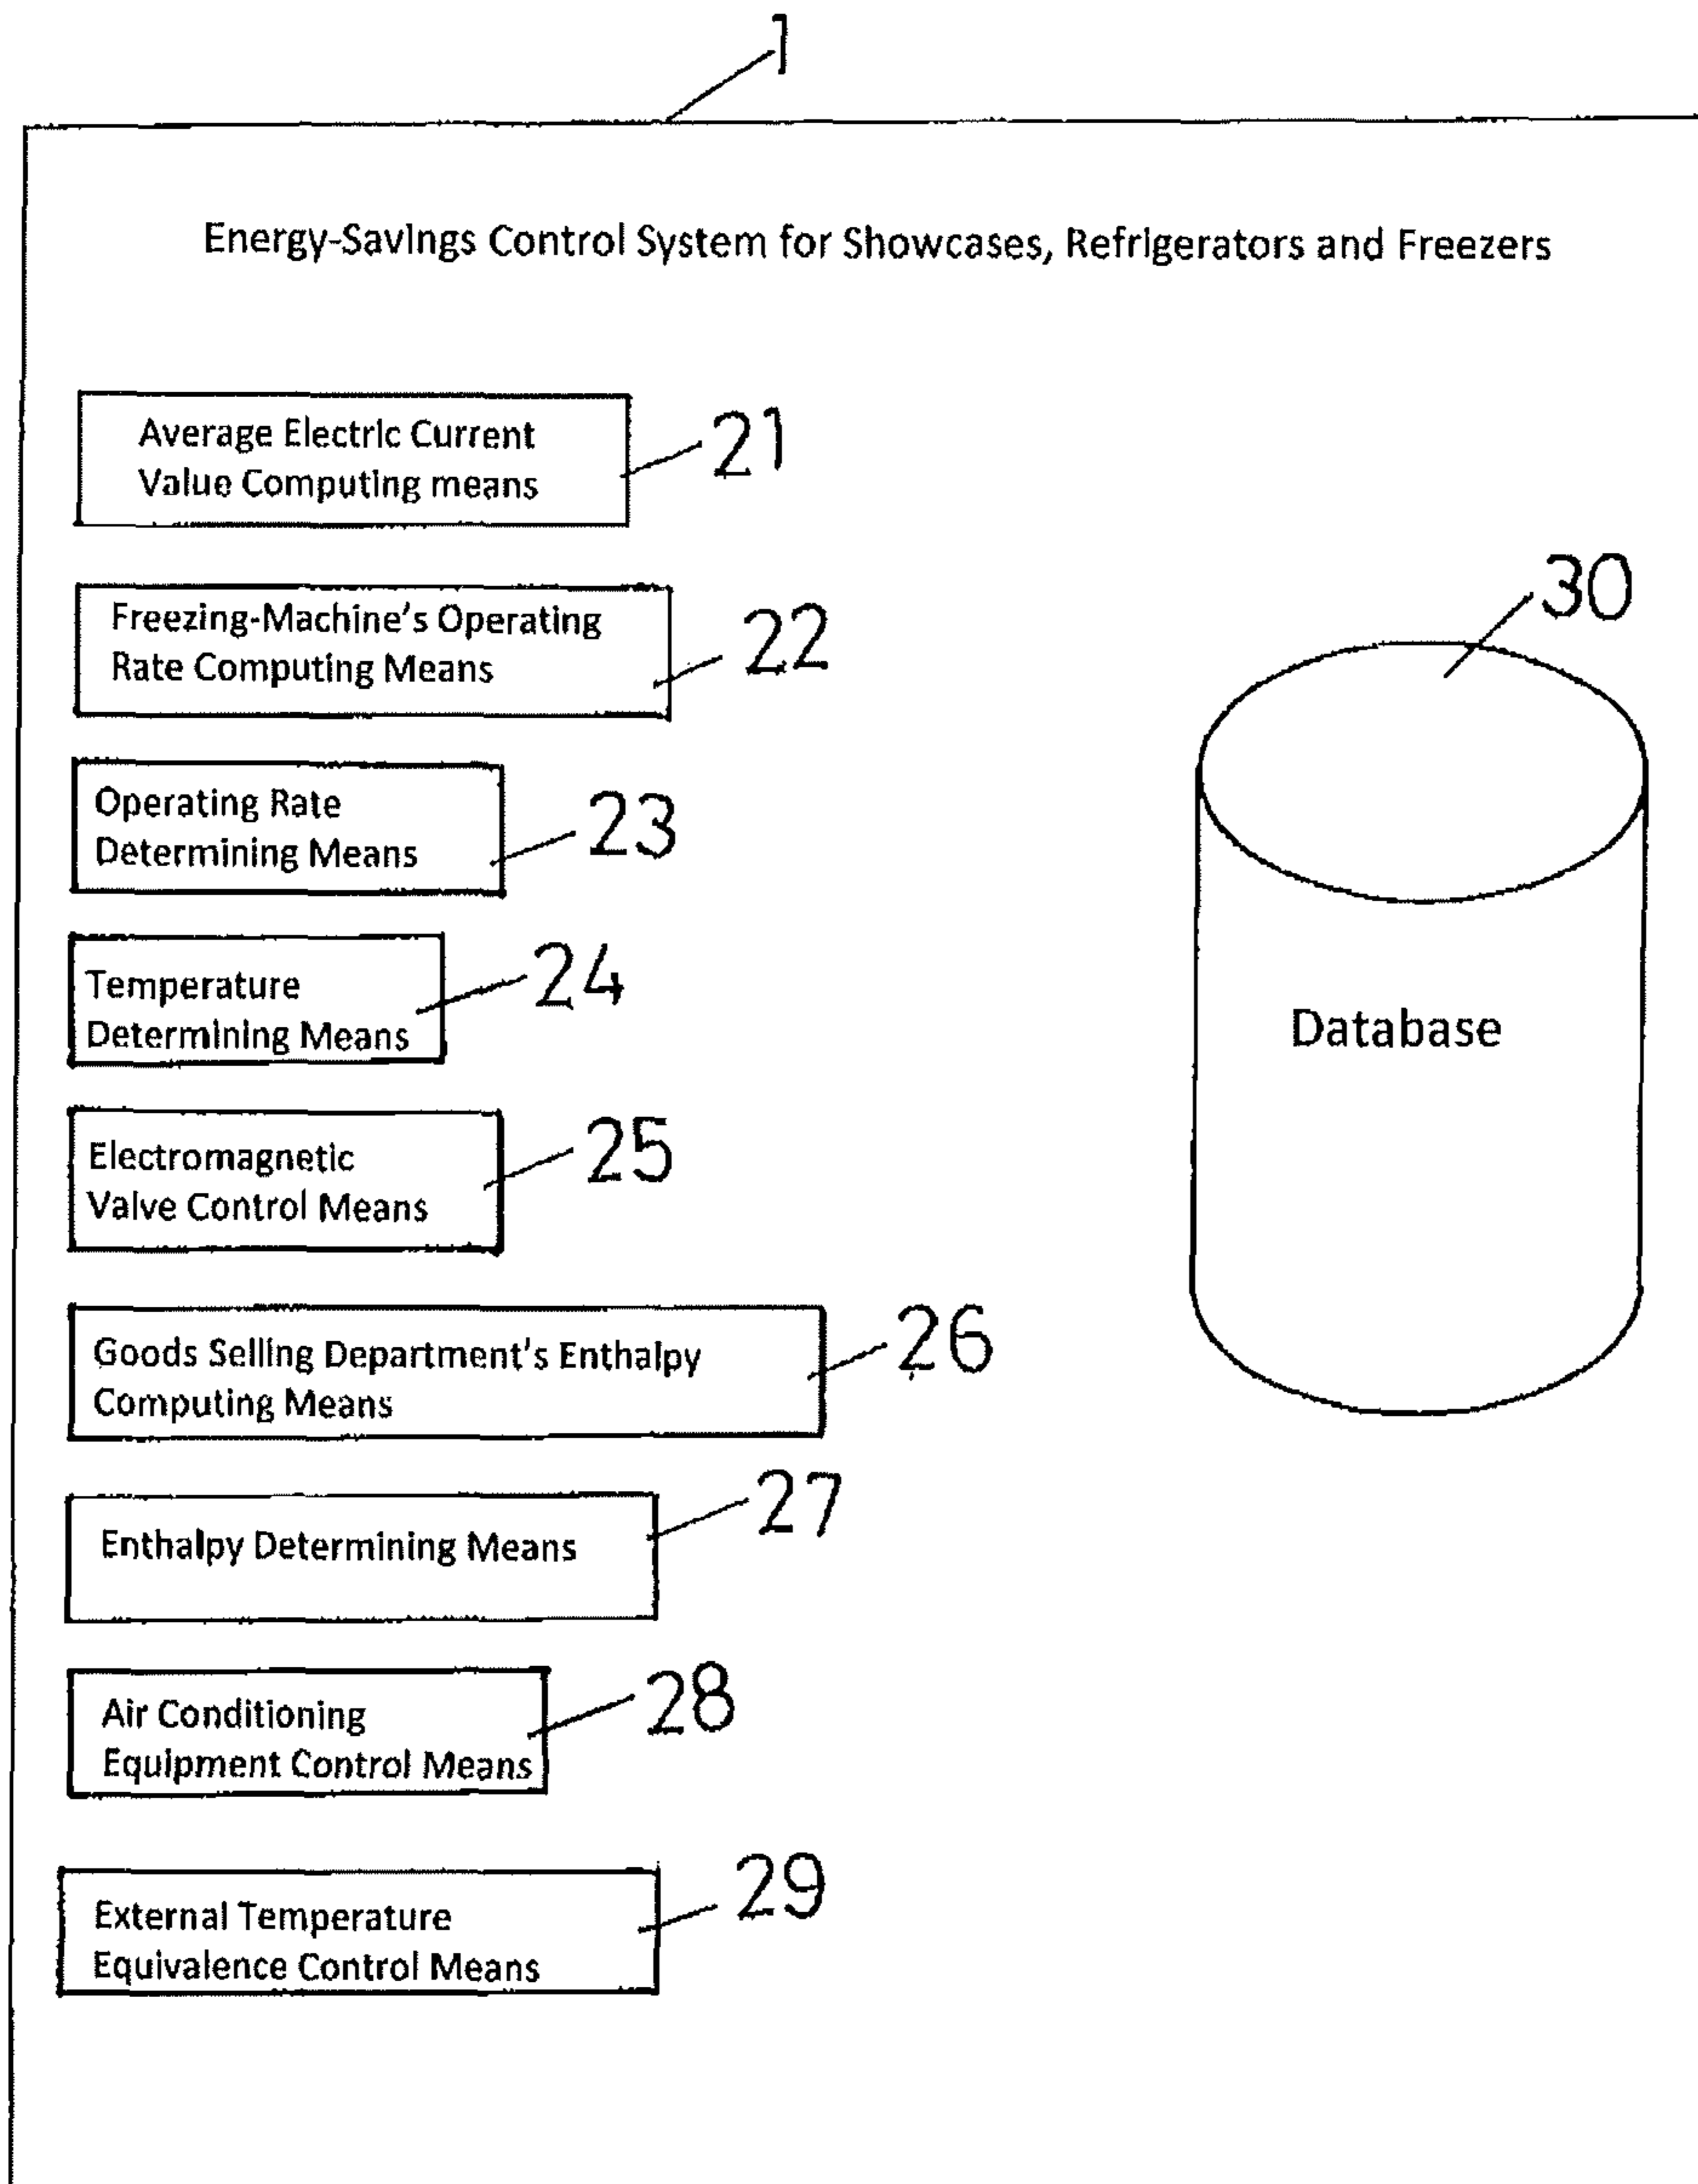 1
Energy-Savings Control System for Showcases, Refrigerators and Freezers
Average Electric Current
Value Computing means
21
Freezing-Machine's Operating
Rate Computing Means
22
Operating Rate
Determining Means
23
Temperature
Determining Means
24
Electromagnetic
Valve Control Means
25
Goods Selling Department's Enthalpy
Computing Means
26
Enthalpy Determining Means
27
Air Conditioning
Equipment Control Means
28
External Temperature
Equivalence Control Means
29
30
Database